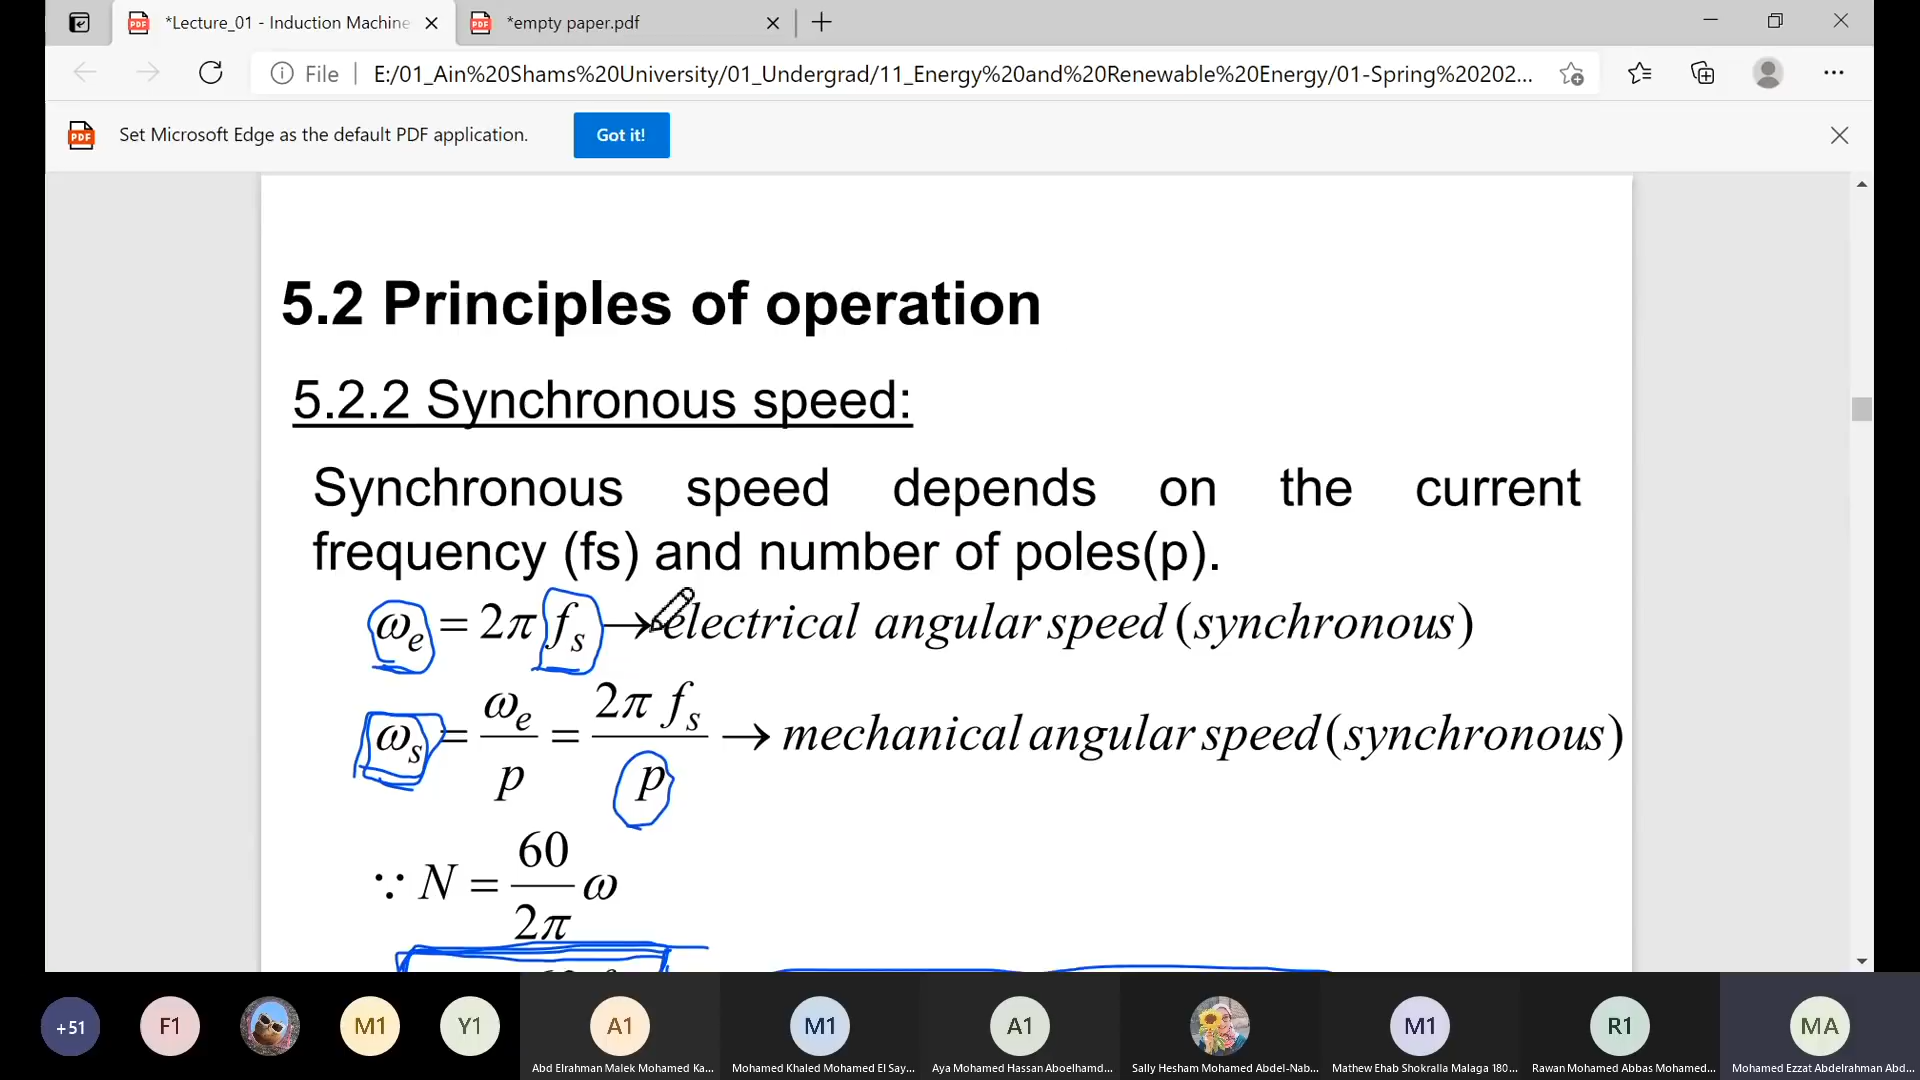 *Lecture_01 - Induction Machine
*empty paper.pdf
File
E:/01_Ain%20Shams%20University/01_Undergrad/11_Energy%20and%20Renewable%20Energy/01-Spring%20202...
PDF
Set Microsoft Edge as the default PDF application.
Got it!
5.2 Principles of operation
5.2.2 Synchronous speed:
Synchronous speed depends on the current
frequency (fs) and number of poles(p).
ωe = 2π fs → electrical angular speed (synchronous)
ωs = ωe / p = 2π fs / p → mechanical angular speed (synchronous)
∵ N = 60 / 2π ω
+51
F1
M1
Y1
A1
M1
A1
M1
R1
MA
Abd Elrahman Malek Mohamed Ka...
Mohamed Khaled Mohamed El Say...
Aya Mohamed Hassan Aboelhamd...
Sally Hesham Mohamed Abdel-Nab...
Mathew Ehab Shokralla Malaga 180...
Rawan Mohamed Abbas Mohamed...
Mohamed Ezzat Abdelrahman Abd...